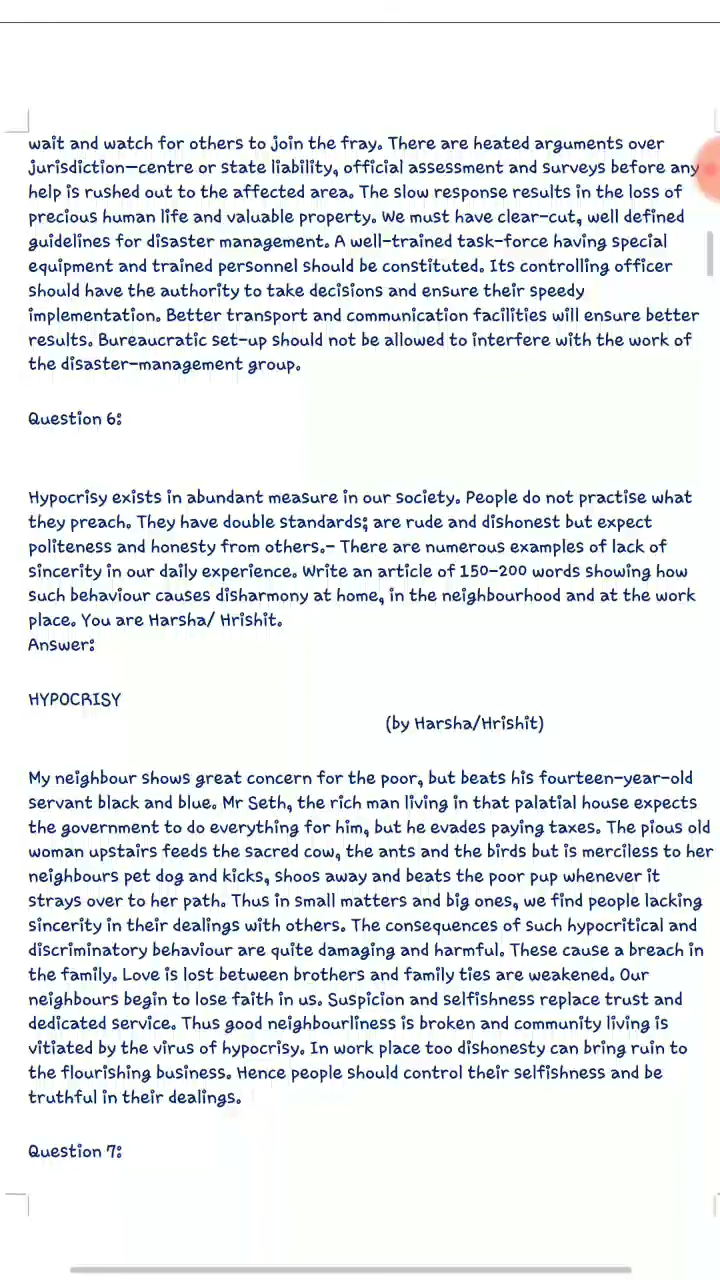 wait and watch for others to join the fray. There are heated arguments over
jurisdiction—centre or state liability, official assessment and surveys before any
help is rushed out to the affected area. The slow response results in the loss of
precious human life and valuable property. We must have clear-cut, well defined
guidelines for disaster management. A well-trained task-force having special
equipment and trained personnel should be constituted. Its controlling officer
should have the authority to take decisions and ensure their speedy
implementation. Better transport and communication facilities will ensure better
results. Bureaucratic set-up should not be allowed to interfere with the work of
the disaster-management group.
Question 6:
Hypocrisy exists in abundant measure in our society. People do not practise what
they preach. They have double standards; are rude and dishonest but expect
politeness and honesty from others.- There are numerous examples of lack of
sincerity in our daily experience. Write an article of 150-200 words showing how
such behaviour causes disharmony at home, in the neighbourhood and at the work
place. You are Harsha/ Hrishit.
Answer:
HYPOCRISY
(by Harsha/Hrishit)
My neighbour shows great concern for the poor, but beats his fourteen-year-old
servant black and blue. Mr Seth, the rich man living in that palatial house expects
the government to do everything for him, but he evades paying taxes. The pious old
woman upstairs feeds the sacred cow, the ants and the birds but is merciless to her
neighbours pet dog and kicks, shoos away and beats the poor pup whenever it
strays over to her path. Thus in small matters and big ones, we find people lacking
sincerity in their dealings with others. The consequences of such hypocritical and
discriminatory behaviour are quite damaging and harmful. These cause a breach in
the family. Love is lost between brothers and family ties are weakened. Our
neighbours begin to lose faith in us. Suspicion and selfishness replace trust and
dedicated service. Thus good neighbourliness is broken and community living is
vitiated by the virus of hypocrisy. In work place too dishonesty can bring ruin to
the flourishing business. Hence people should control their selfishness and be
truthful in their dealings.
Question 7: